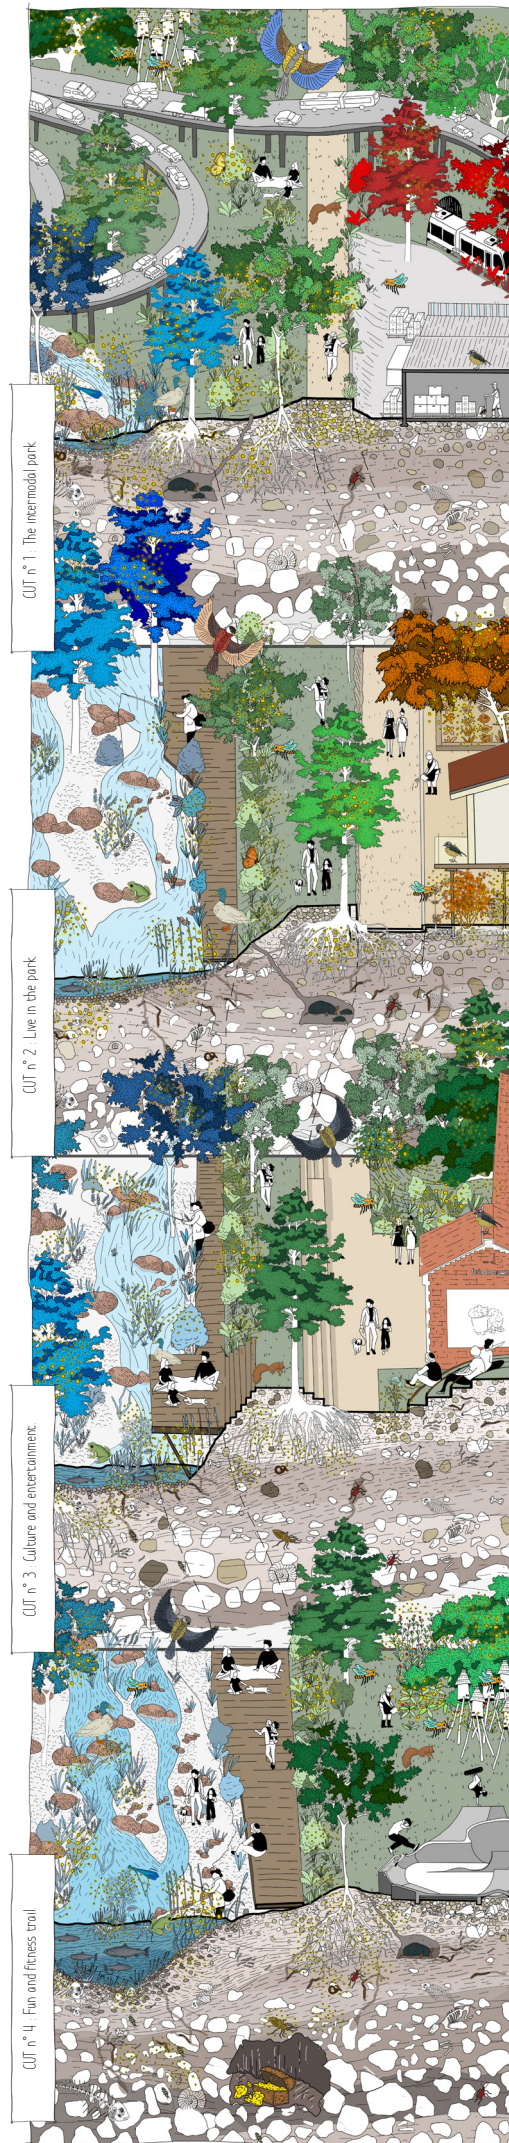 CUT n° 1 : The intermodal park
CUT n° 2 : Live in the park
CUT n° 3 : Culture and entertainment
CUT n° 4 : Fun and fitness trail